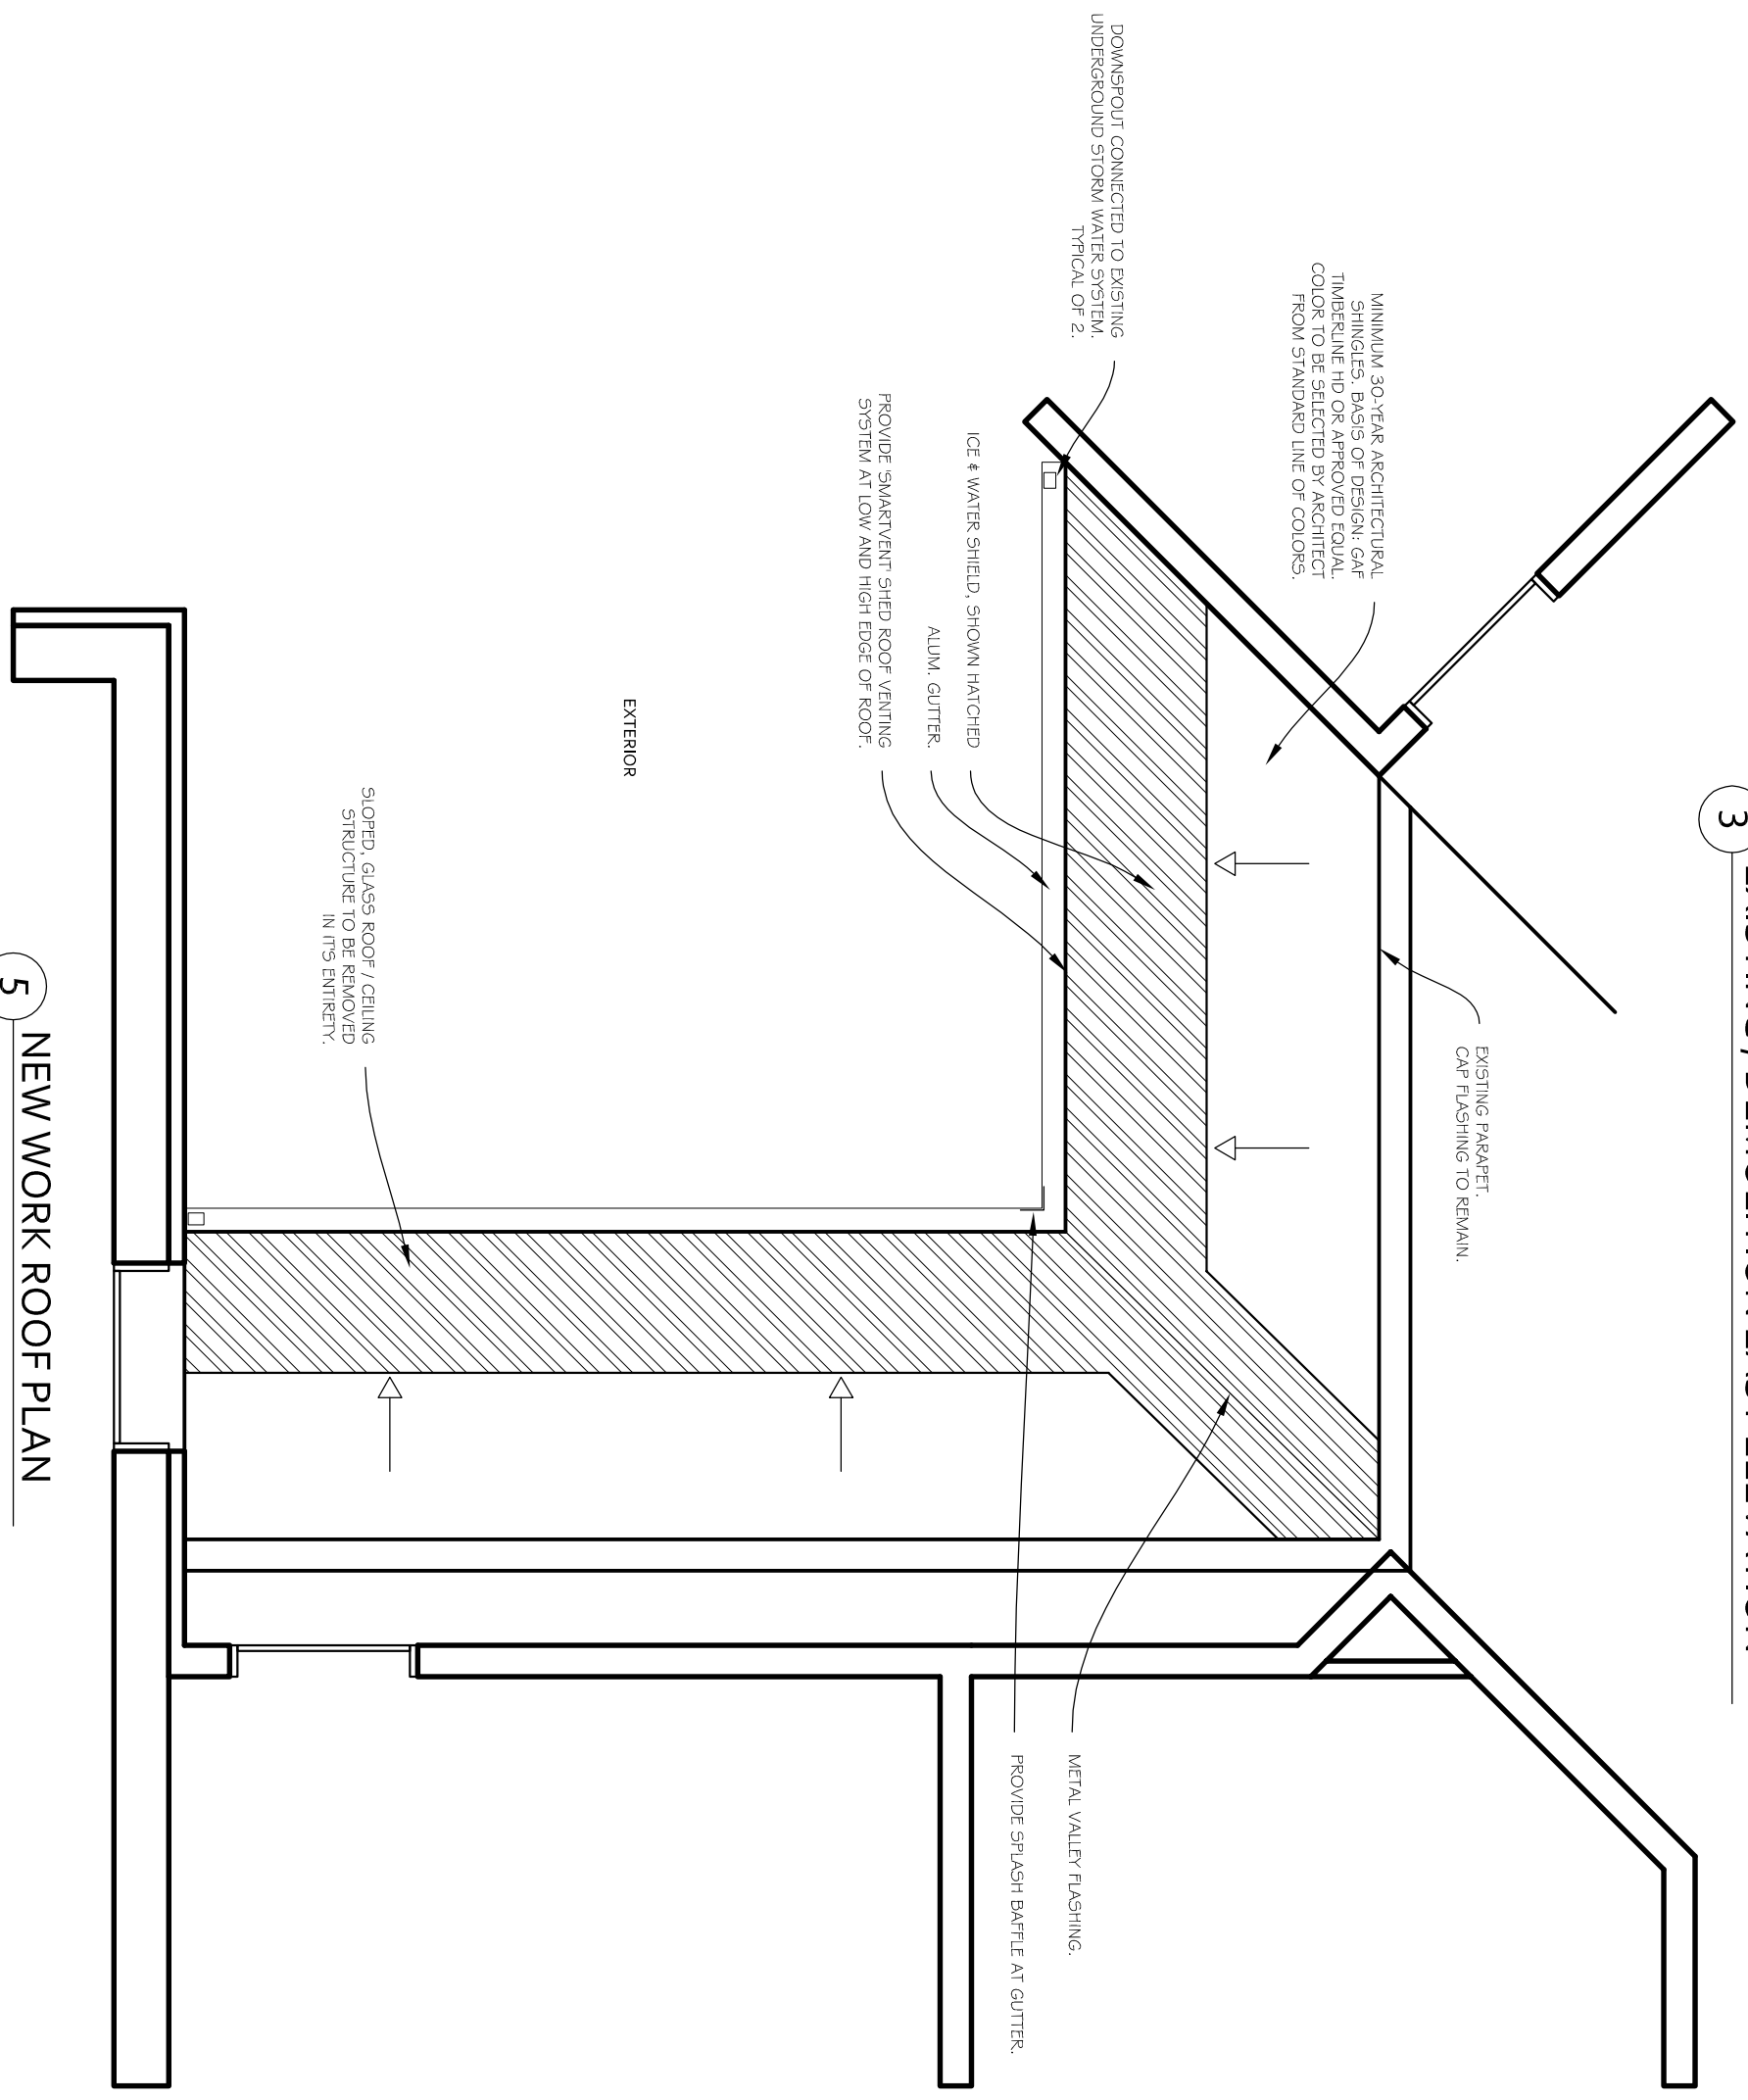 3
DOWNSPOUT CONNECTED TO EXISTING
UNDERGROUND STORM WATER SYSTEM.
TYPICAL OF 2.
MINIMUM 30-YEAR ARCHITECTURAL
SHINGLES. BASIS OF DESIGN: GAF
TIMBERLINE HD OR APPROVED EQUAL.
COLOR TO BE SELECTED BY ARCHITECT
FROM STANDARD LINE OF COLORS.
ICE & WATER SHIELD, SHOWN HATCHED
ALUM. GUTTER.
PROVIDE 'SMARTVENT' SHED ROOF VENTING
SYSTEM AT LOW AND HIGH EDGE OF ROOF.
EXTERIOR
SLOPED, GLASS ROOF / CEILING
STRUCTURE TO BE REMOVED
IN IT'S ENTIRETY.
EXISTING PARAPET.
CAP FLASHING TO REMAIN.
METAL VALLEY FLASHING.
PROVIDE SPLASH BAFFLE AT GUTTER.
5
NEW WORK ROOF PLAN